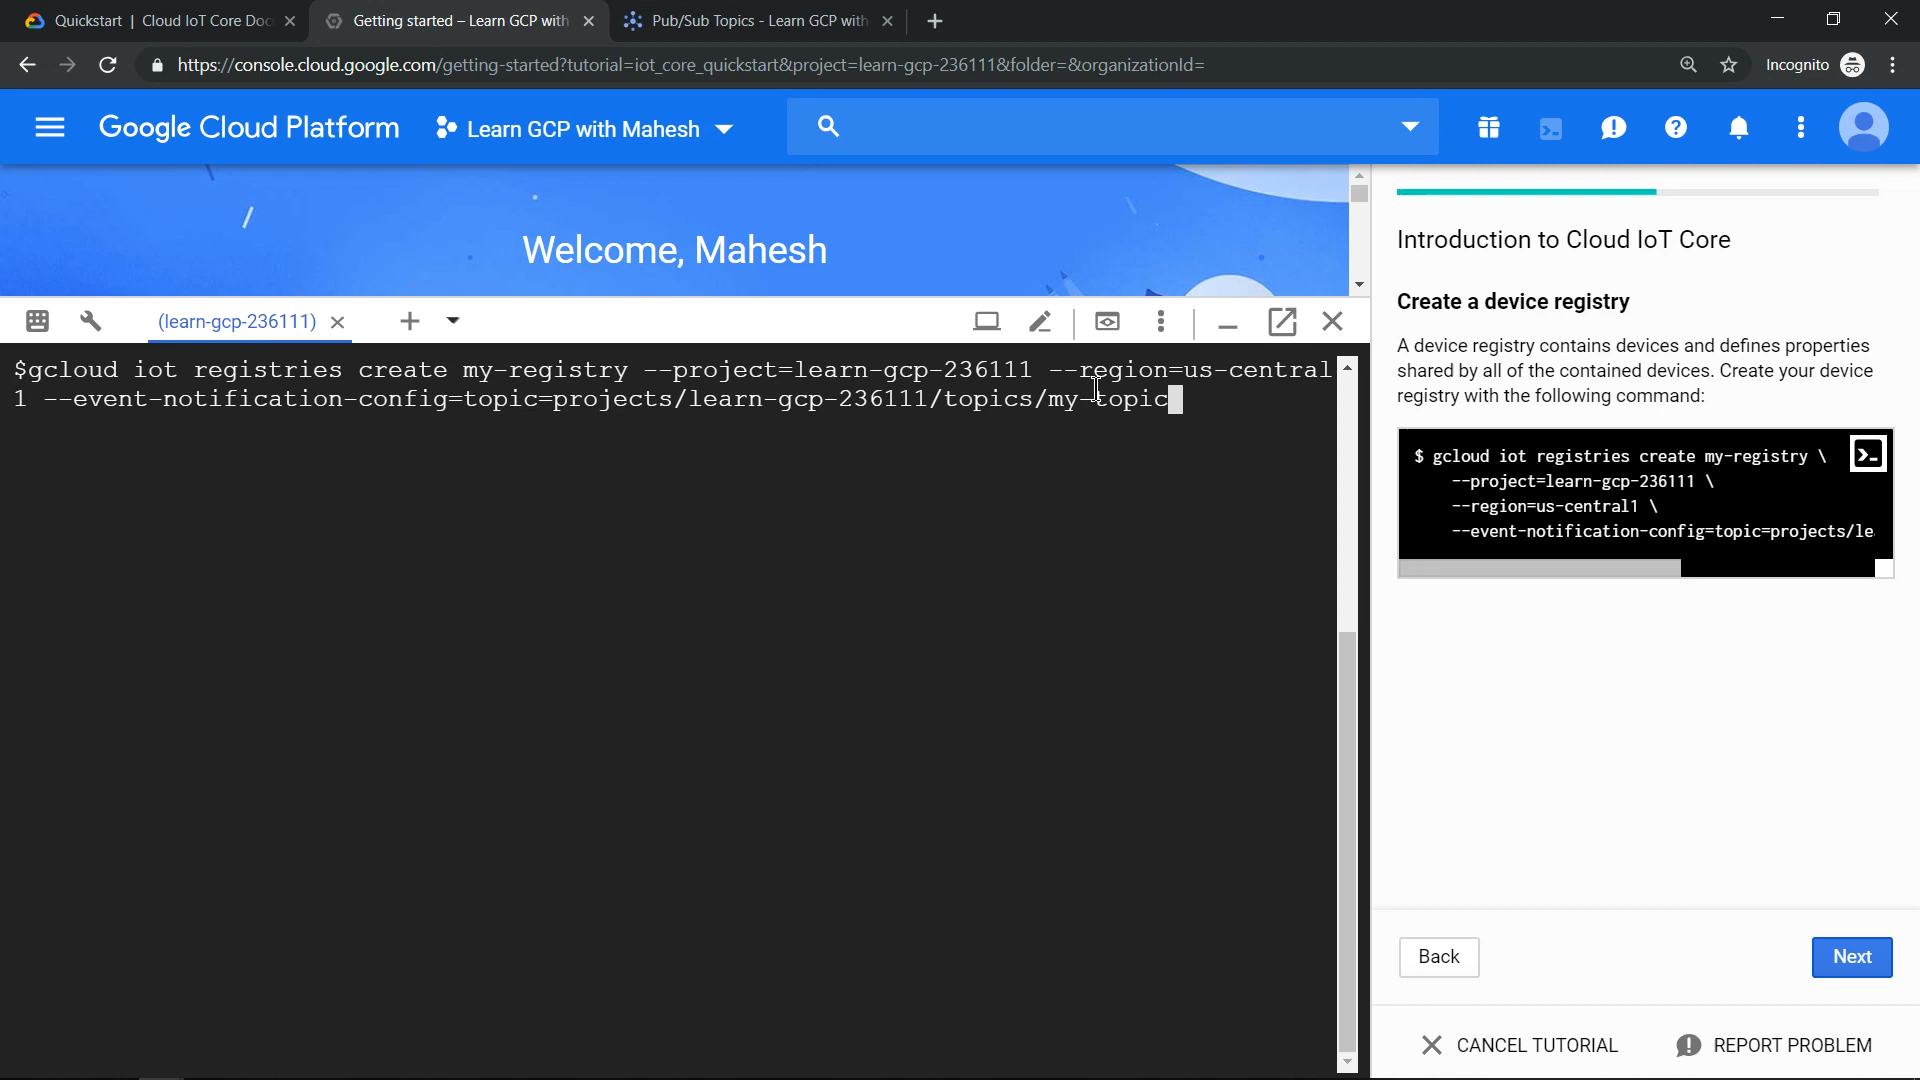 Quickstart | Cloud IoT Core Doc
Getting started – Learn GCP with
Pub/Sub Topics - Learn GCP with
https://console.cloud.google.com/getting-started?tutorial=iot_core_quickstart&project=learn-gcp-236111&folder=&organizationId=
Incognito
Google Cloud Platform
Learn GCP with Mahesh
Welcome, Mahesh
(learn-gcp-236111)
$gcloud iot registries create my-registry --project=learn-gcp-236111 --region=us-central
1 --event-notification-config=topic=projects/learn-gcp-236111/topics/my-topic
Introduction to Cloud IoT Core
Create a device registry
A device registry contains devices and defines properties
shared by all of the contained devices. Create your device
registry with the following command:
$ gcloud iot registries create my-registry \
--project=learn-gcp-236111 \
--region=us-central1 \
--event-notification-config=topic=projects/le
Back
Next
CANCEL TUTORIAL
REPORT PROBLEM